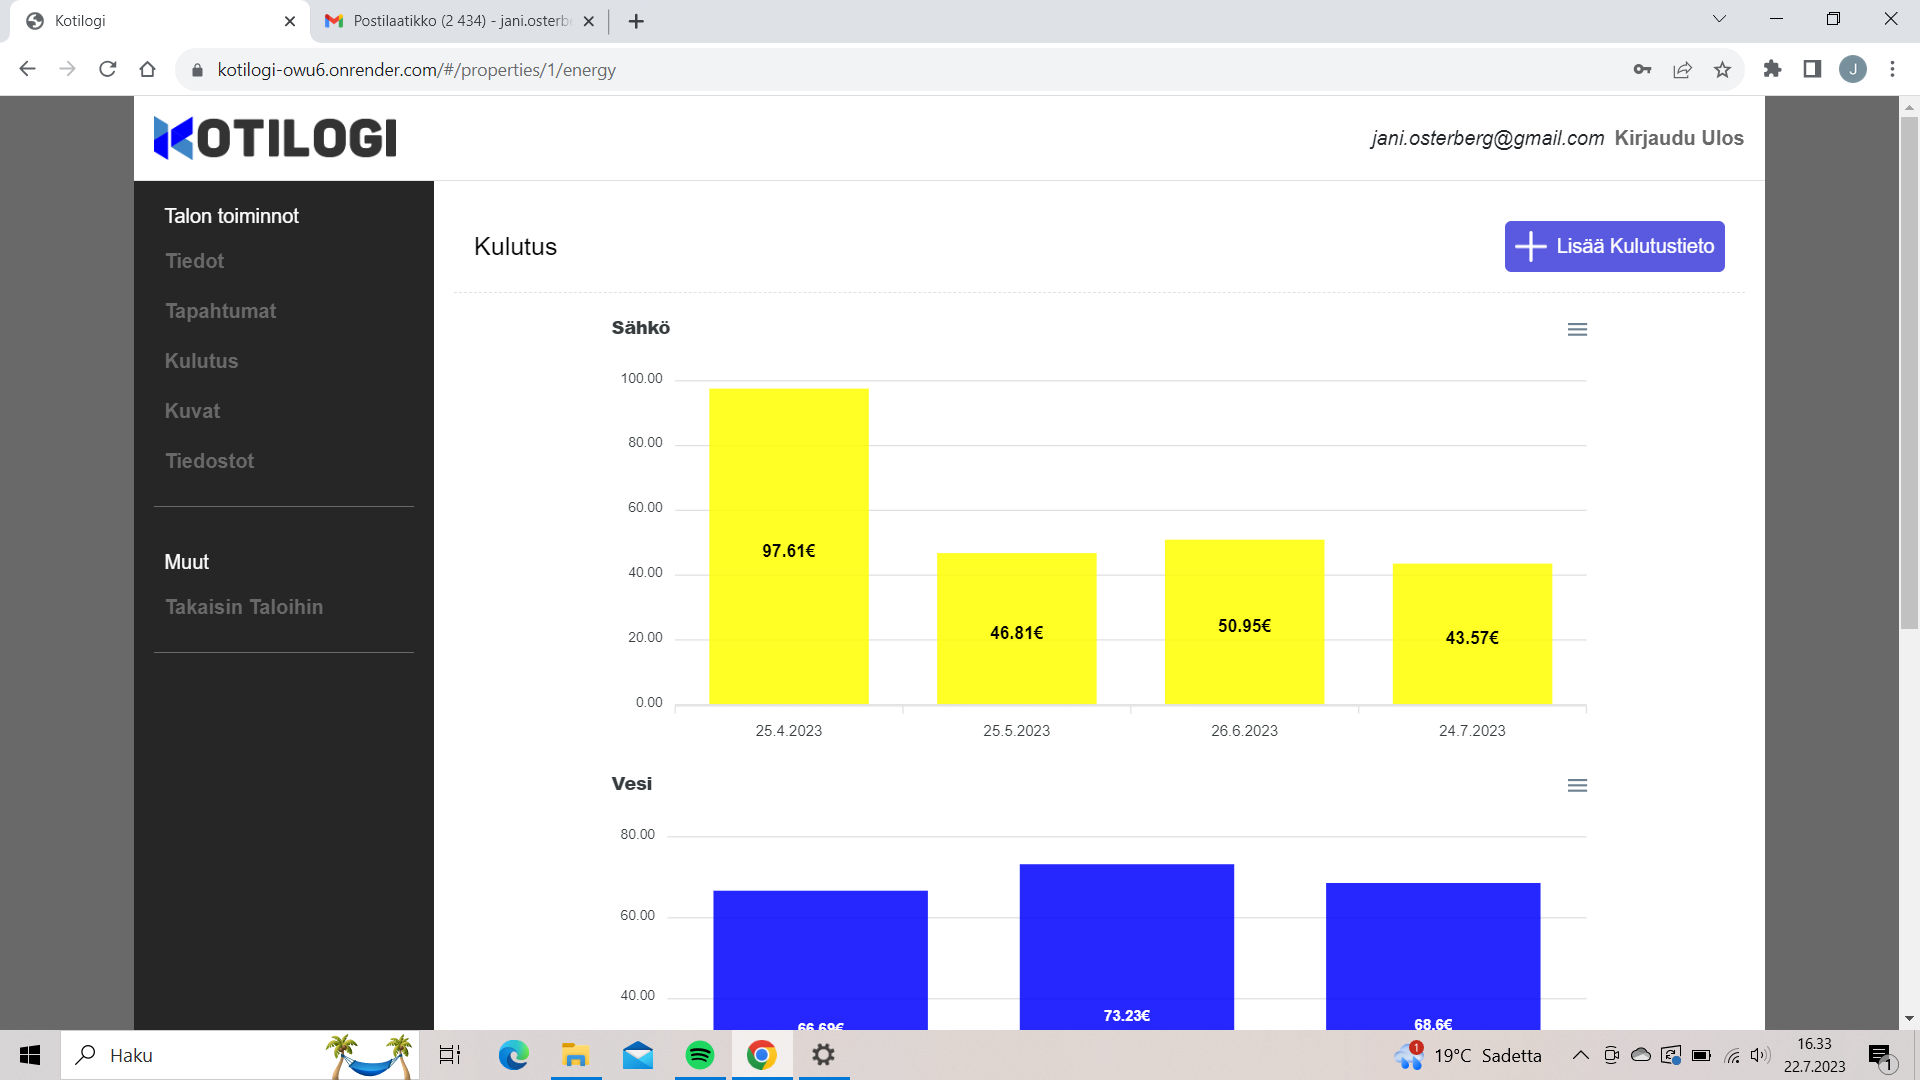 Kotilogi
Postilaatikko (2 434) - jani.osterb
kotilogi-owu6.onrender.com/#/properties/1/energy
J
KOTILOGI
jani.osterberg@gmail.com Kirjaudu Ulos
Talon toiminnot
Tiedot
Tapahtumat
Kulutus
Kuvat
Tiedostot
Muut
Takaisin Taloihin
Kulutus
Lisää Kulutustieto
Sähkö
100.00
80.00
60.00
40.00
20.00
0.00
97.61€
46.81€
50.95€
43.57€
25.4.2023
25.5.2023
26.6.2023
24.7.2023
Vesi
80.00
60.00
40.00
66.69€
73.23€
68.6€
Haku
1
19°C Sadetta
16.33
22.7.2023
1